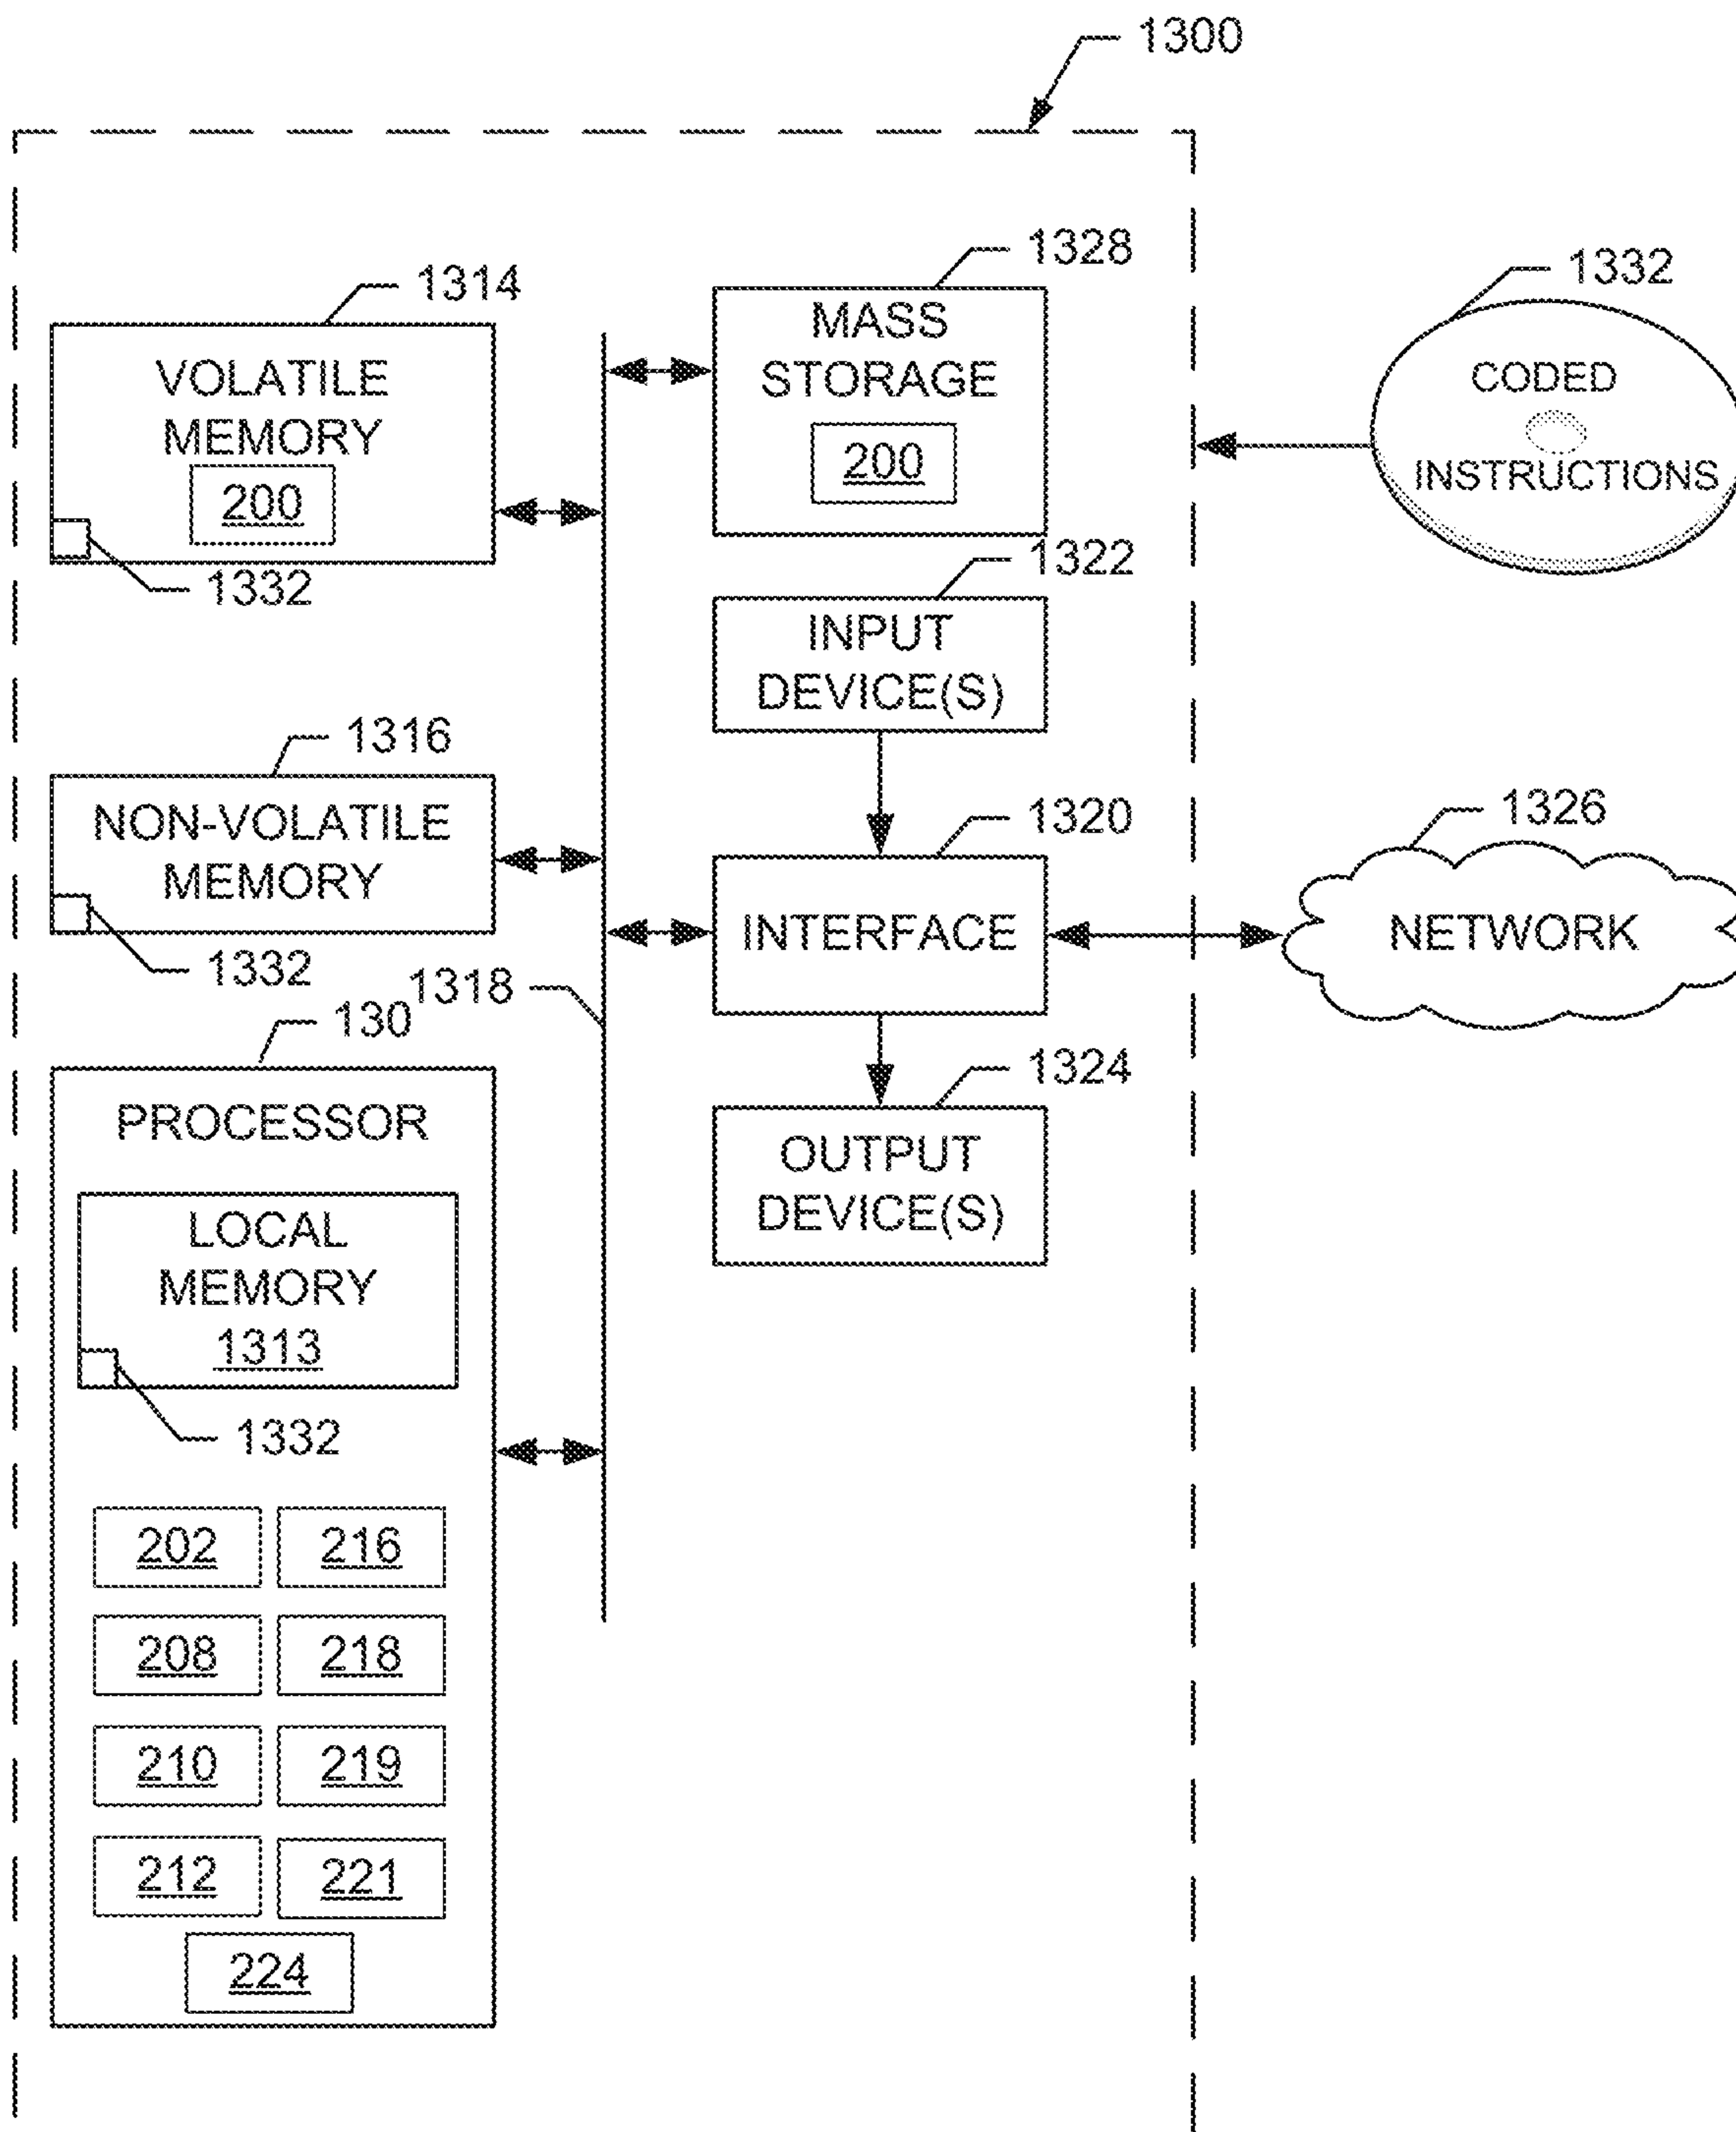 1300
1314
VOLATILE
MEMORY
200
1332
1328
MASS
STORAGE
200
1332
CODED
INSTRUCTIONS
1322
INPUT
DEVICE(S)
1316
NON-VOLATILE
MEMORY
1332
1320
INTERFACE
1326
NETWORK
1318
130
PROCESSOR
LOCAL
MEMORY
1313
1332
1324
OUTPUT
DEVICE(S)
202 216
208 218
210 219
212 221
224